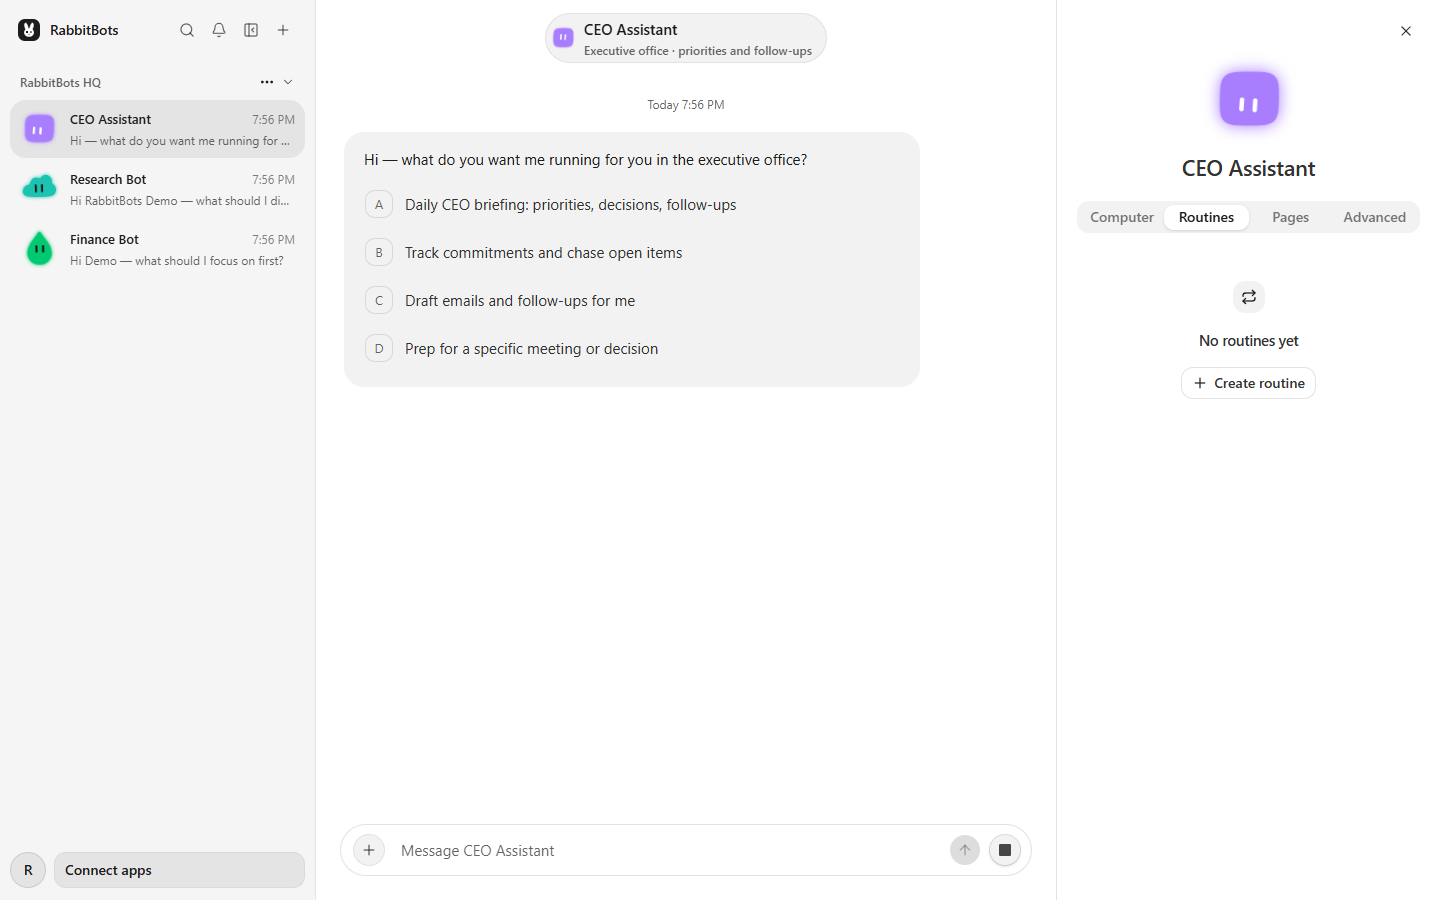 RabbitBots
RabbitBots HQ
CEO Assistant
7:56 PM
Hi — what do you want me running for ...
Research Bot
7:56 PM
Hi RabbitBots Demo — what should I di...
Finance Bot
7:56 PM
Hi Demo — what should I focus on first?
R
Connect apps
CEO Assistant
Executive office · priorities and follow-ups
Today 7:56 PM
Hi — what do you want me running for you in the executive office?
A Daily CEO briefing: priorities, decisions, follow-ups
B Track commitments and chase open items
C Draft emails and follow-ups for me
D Prep for a specific meeting or decision
Message CEO Assistant
CEO Assistant
Computer Routines Pages Advanced
No routines yet
Create routine